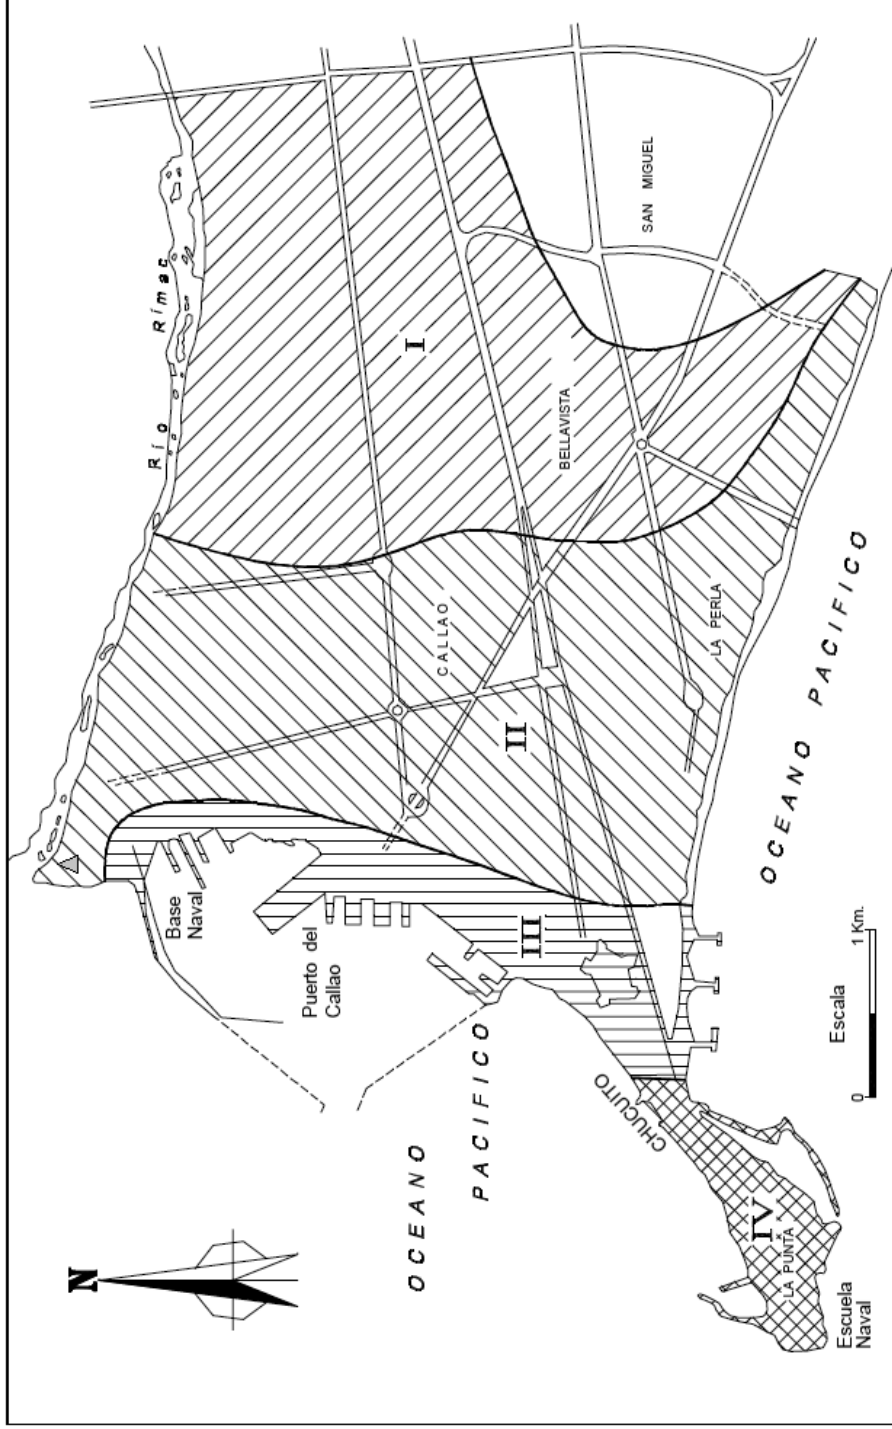 N
Río Rímac
I
SAN MIGUEL
BELLAVISTA
CALLAO
LA PERLA
II
Base
Naval
Puerto del
Callao
III
OCEANO PACIFICO
OCEANO
PACIFICO
CHUCUITO
IV
LA PUNTA
Escuela
Naval
Escala
0
1 Km.